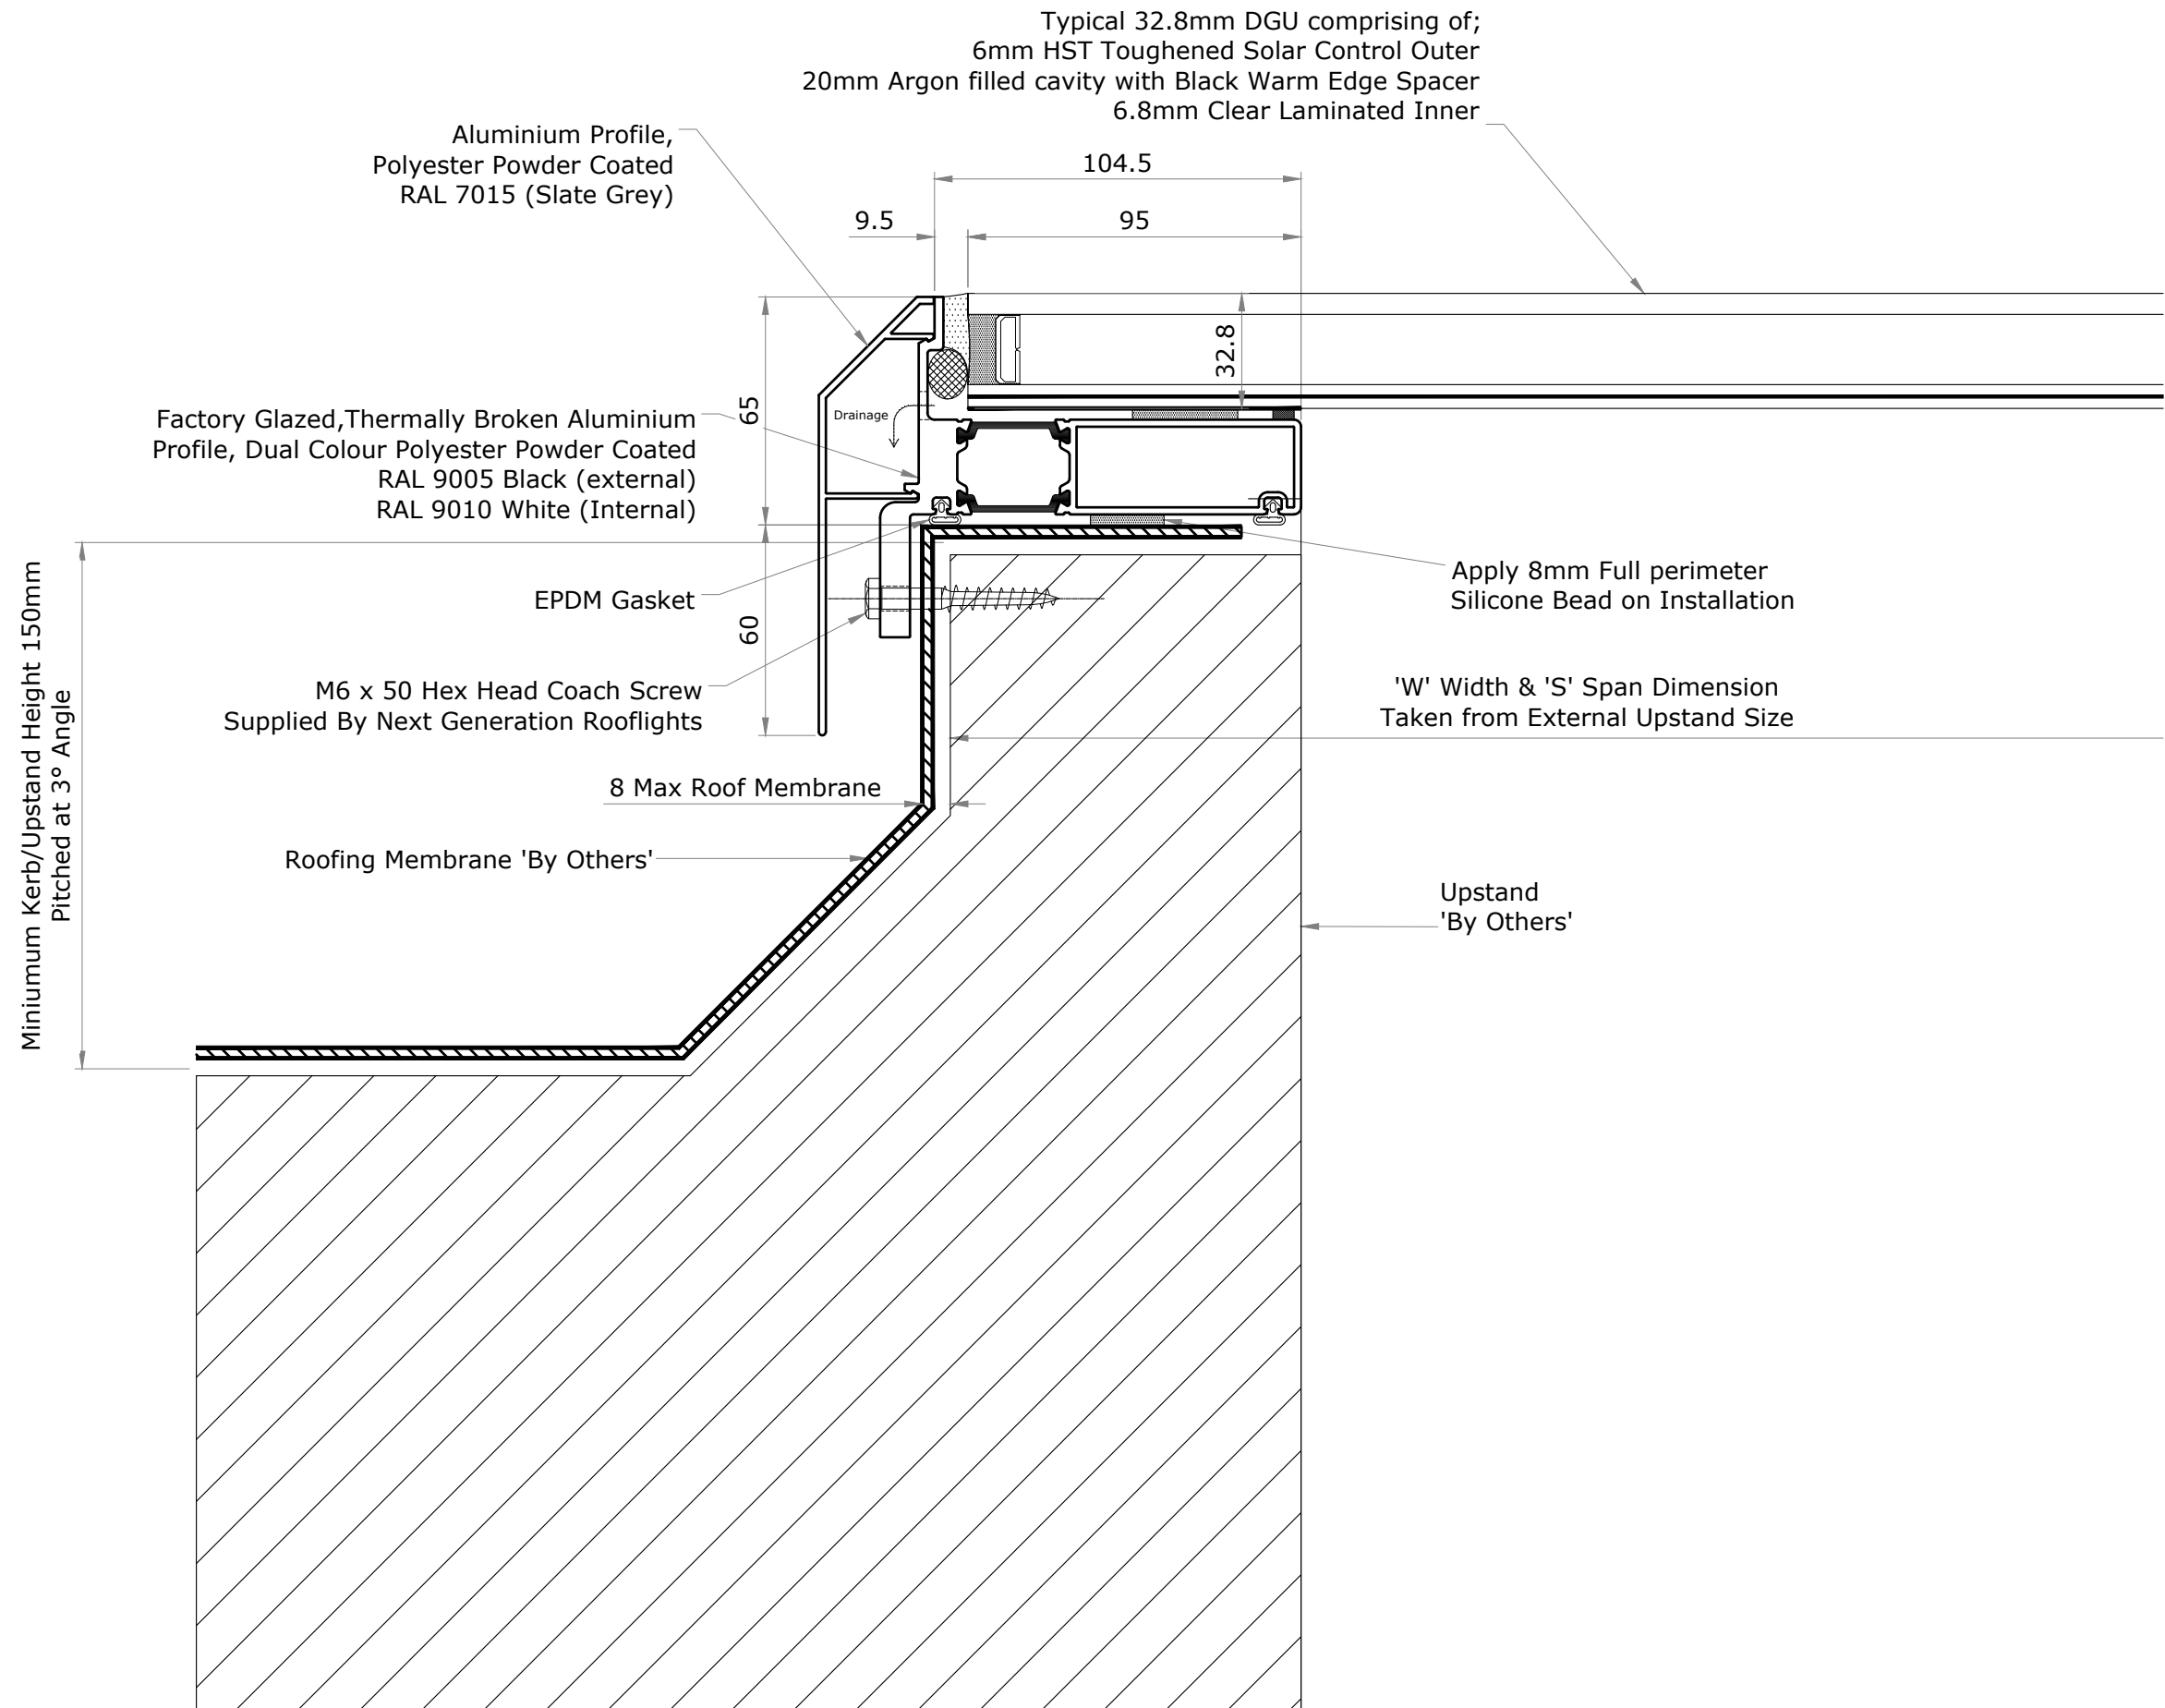 Typical 32.8mm DGU comprising of;
6mm HST Toughened Solar Control Outer
20mm Argon filled cavity with Black Warm Edge Spacer
6.8mm Clear Laminated Inner
Aluminium Profile,
Polyester Powder Coated
RAL 7015 (Slate Grey)
104.5
9.5
95
32.8
65
Drainage
Factory Glazed,Thermally Broken Aluminium
Profile, Dual Colour Polyester Powder Coated
RAL 9005 Black (external)
RAL 9010 White (Internal)
EPDM Gasket
60
Apply 8mm Full perimeter
Silicone Bead on Installation
M6 x 50 Hex Head Coach Screw
Supplied By Next Generation Rooflights
'W' Width & 'S' Span Dimension
Taken from External Upstand Size
Miniumum Kerb/Upstand Height 150mm
Pitched at 3° Angle
8 Max Roof Membrane
Roofing Membrane 'By Others'
Upstand
'By Others'